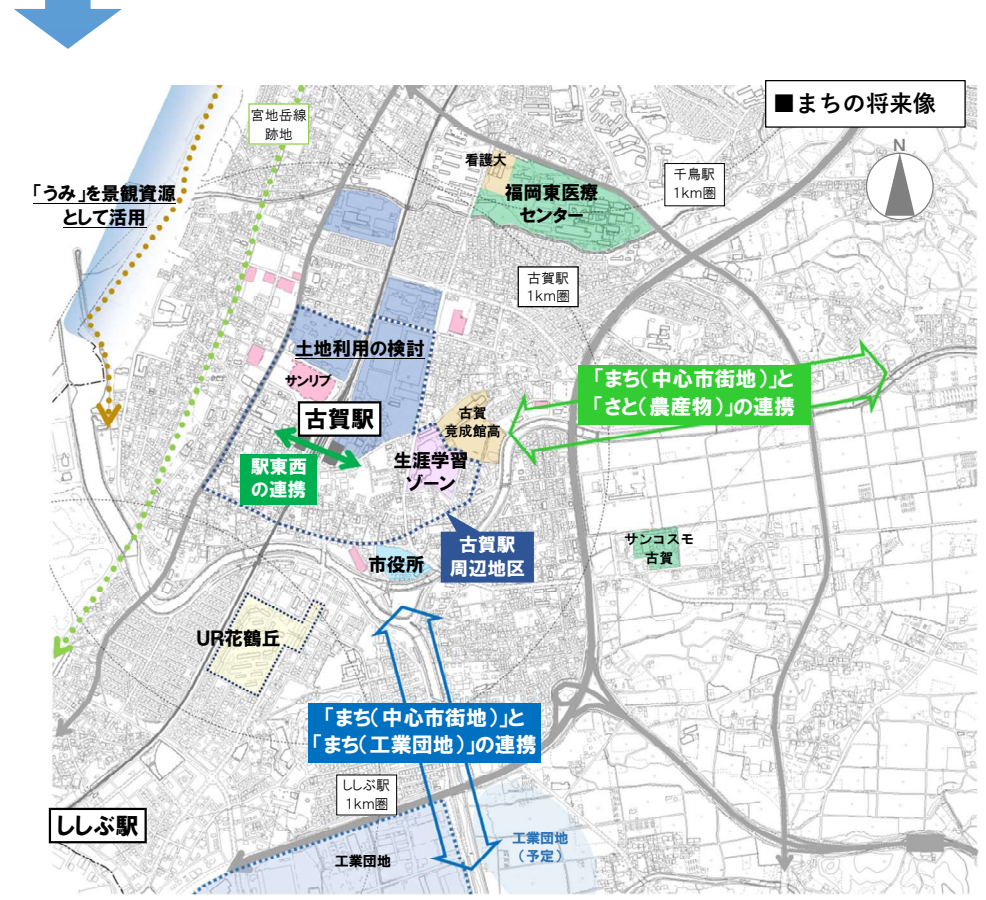 ■まちの将来像
N
宮地岳線
跡地
看護大
福岡東医療
センター
千鳥駅
1km圏
「うみ」を景観資源
として活用
古賀駅
1km圏
土地利用の検討
サンリブ
「まち(中心市街地)」と
「さと(農産物)」の連携
古賀駅
古賀
竟成館高
駅東西
の連携
生涯学習
ゾーン
古賀駅
周辺地区
サンコスモ
古賀
市役所
UR花鶴丘
「まち(中心市街地)」と
「まち(工業団地)」の連携
ししぶ駅
1km圏
ししぶ駅
工業団地
(予定)
工業団地